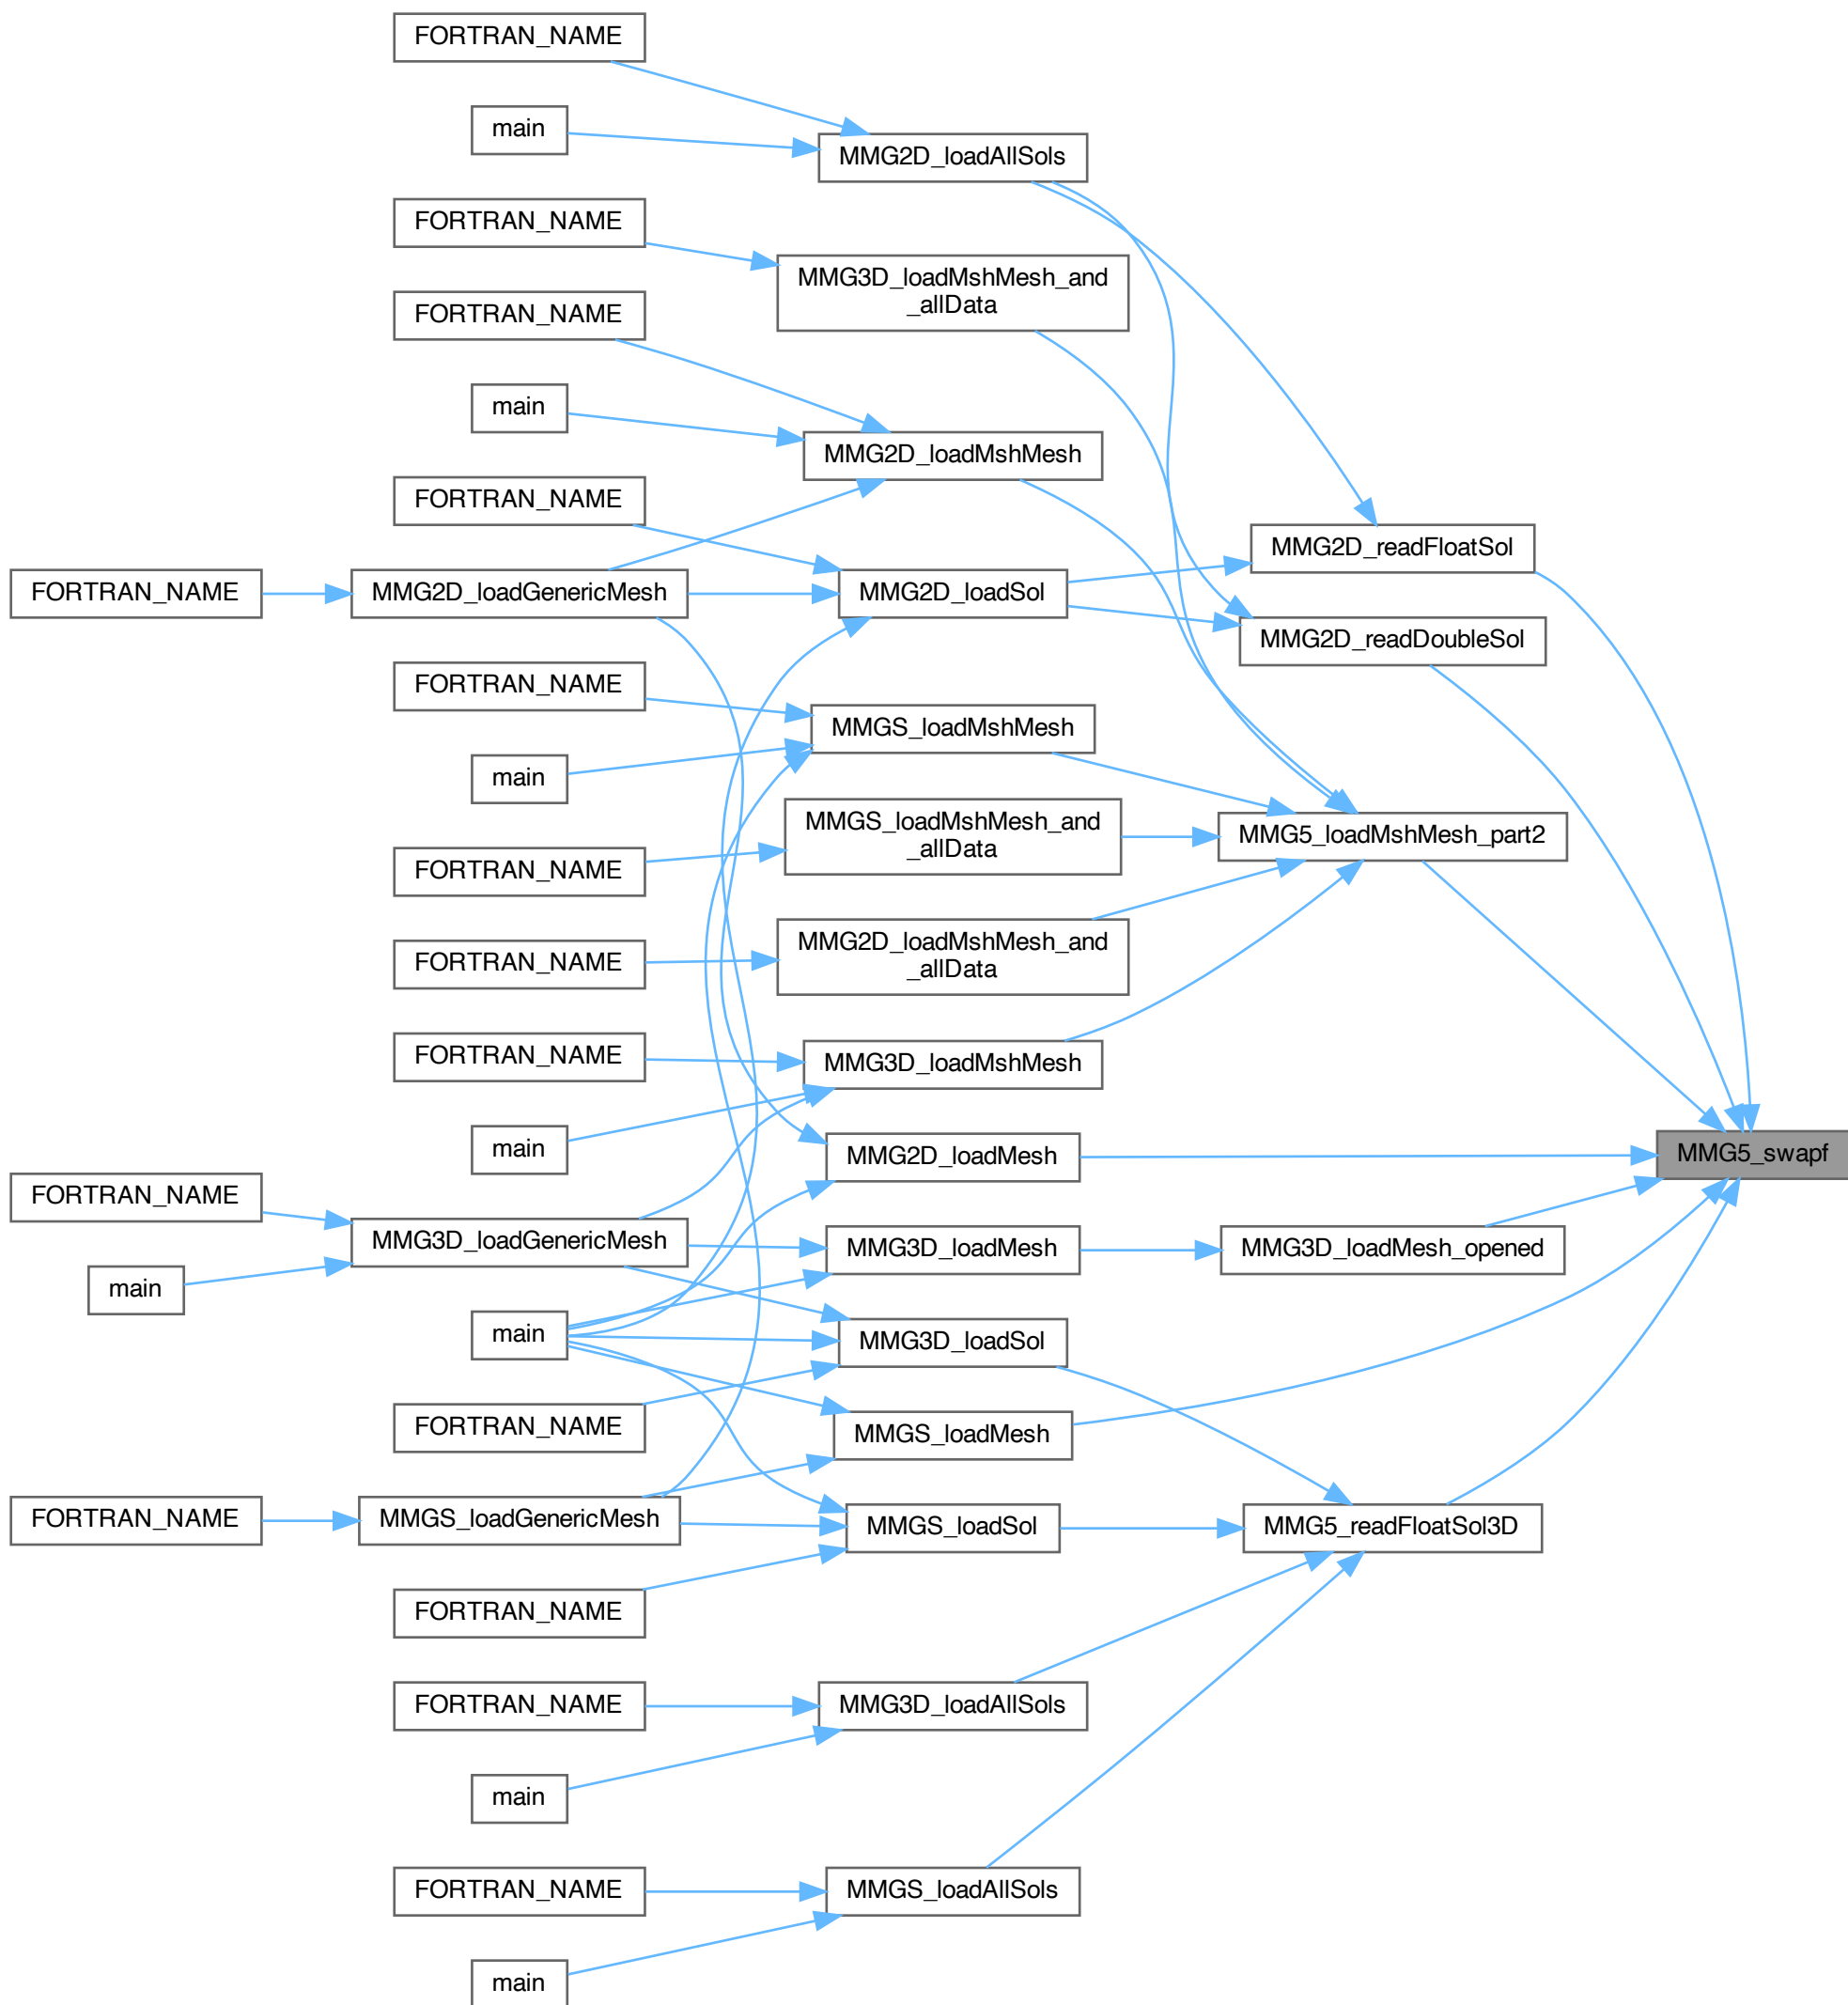 FORTRAN_NAME
main
MMG2D_loadAllSols
FORTRAN_NAME
MMG3D_loadMshMesh_and
_allData
FORTRAN_NAME
main
MMG2D_loadMshMesh
FORTRAN_NAME
MMG2D_readFloatSol
FORTRAN_NAME
MMG2D_loadGenericMesh
MMG2D_loadSol
MMG2D_readDoubleSol
FORTRAN_NAME
MMGS_loadMshMesh
main
MMGS_loadMshMesh_and
_allData
MMG5_loadMshMesh_part2
FORTRAN_NAME
MMG2D_loadMshMesh_and
_allData
FORTRAN_NAME
FORTRAN_NAME
MMG3D_loadMshMesh
main
MMG2D_loadMesh
MMG5_swapf
FORTRAN_NAME
MMG3D_loadGenericMesh
MMG3D_loadMesh
MMG3D_loadMesh_opened
main
main
MMG3D_loadSol
FORTRAN_NAME
MMGS_loadMesh
FORTRAN_NAME
MMGS_loadGenericMesh
MMGS_loadSol
MMG5_readFloatSol3D
FORTRAN_NAME
FORTRAN_NAME
MMG3D_loadAllSols
main
FORTRAN_NAME
MMGS_loadAllSols
main